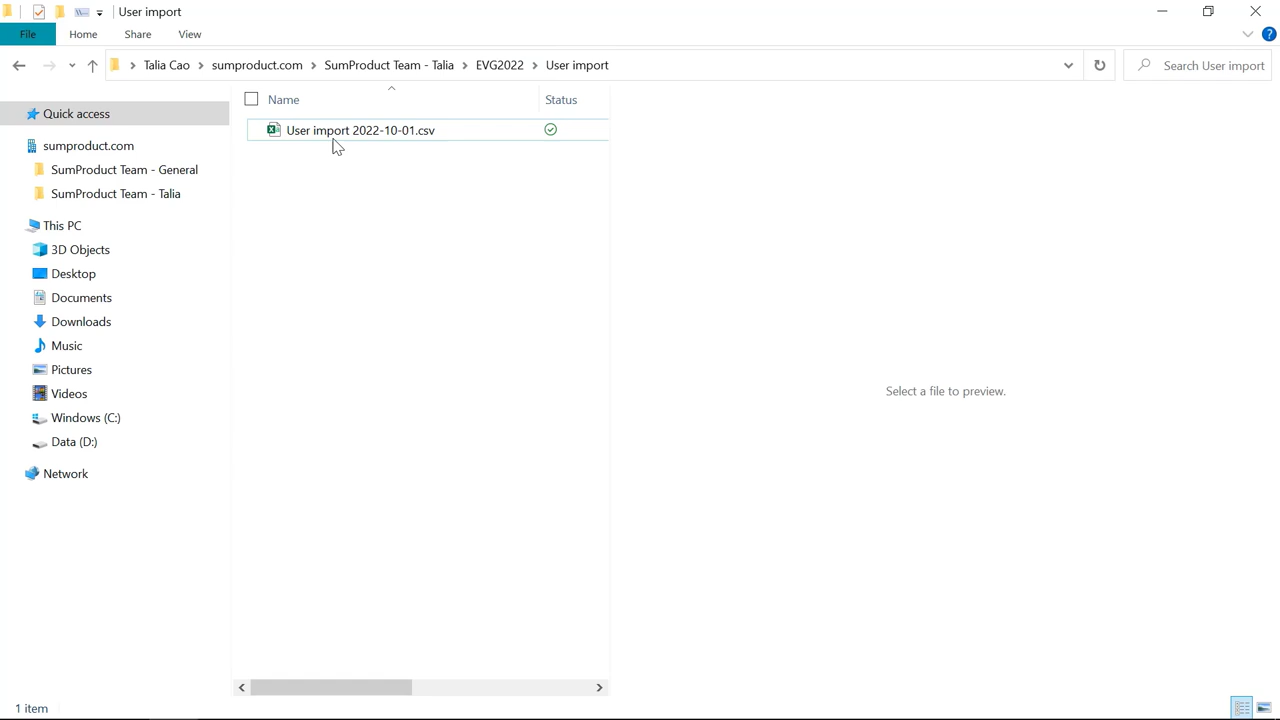 User import
File
Home
Share
View
Talia Cao
sumproduct.com
SumProduct Team - Talia
EVG2022
User import
Search User import
Quick access
sumproduct.com
SumProduct Team - General
SumProduct Team - Talia
This PC
3D Objects
Desktop
Documents
Downloads
Music
Pictures
Videos
Windows (C:)
Data (D:)
Network
Name
Status
User import 2022-10-01.csv
Select a file to preview.
1 item